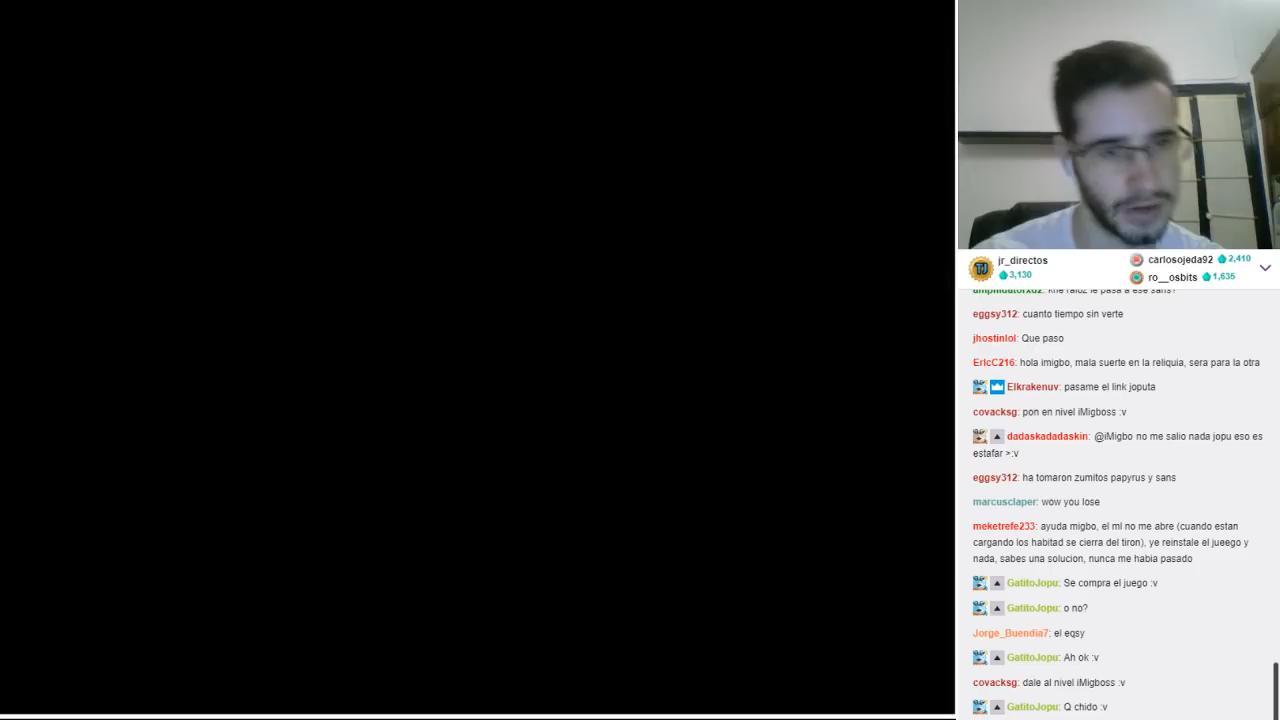 jr_directos
3,130
carlosojeda92 2,410
ro__osbits 1,635
eggsy312: cuanto tiempo sin verte
jhostinlol: Que paso
ErIcC216: hola imigbo, mala suerte en la reliquia, sera para la otra
Elkrakenuv: pasame el link joputa
covacksg: pon en nivel iMigboss :v
dadaskadadaskin: @iMigbo no me salio nada jopu eso es
estafar >:v
eggsy312: ha tomaron zumitos papyrus y sans
marcusclaper: wow you lose
meketrefe233: ayuda migbo, el ml no me abre (cuando estan
cargando los habitad se cierra del tiron), ye reinstale el jueego y
nada, sabes una solucion, nunca me habia pasado
GatitoJopu: Se compra el juego :v
GatitoJopu: o no?
Jorge_Buendia7: el eqsy
GatitoJopu: Ah ok :v
covacksg: dale al nivel iMigboss :v
GatitoJopu: Q chido :v